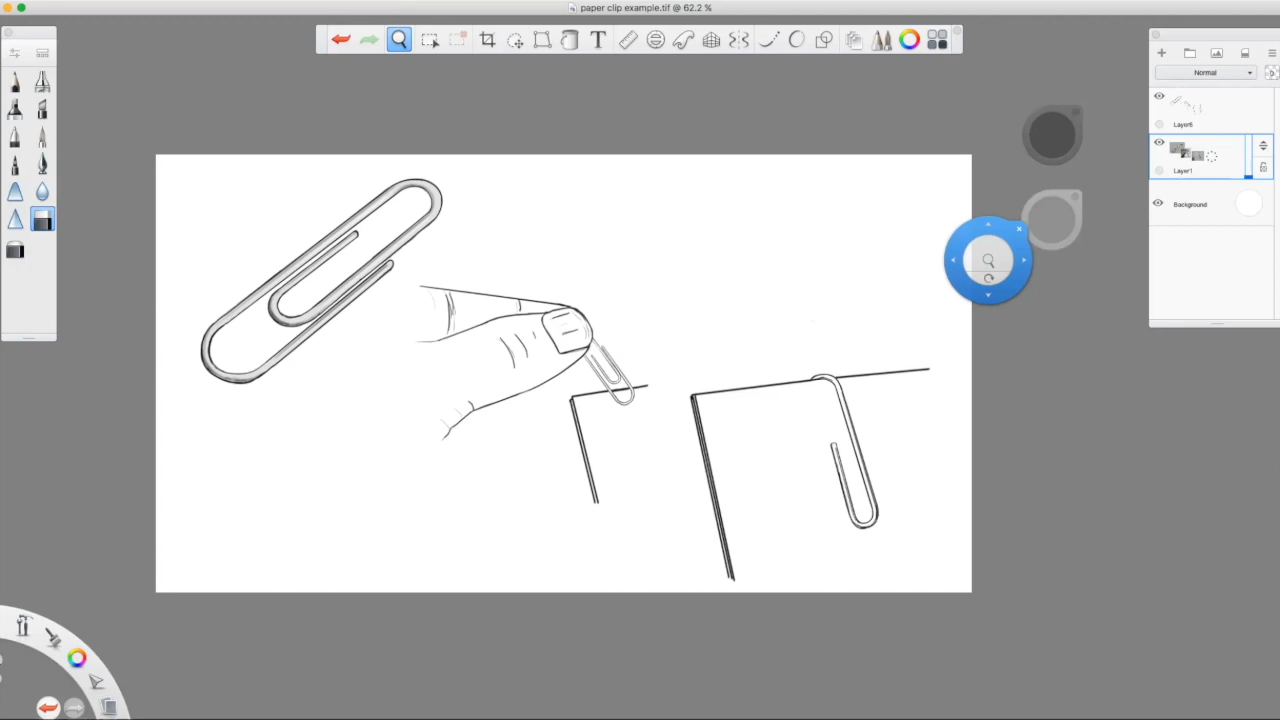 paper clip example.tif @ 62.2 %
Normal
Layer6
Layer1
Background